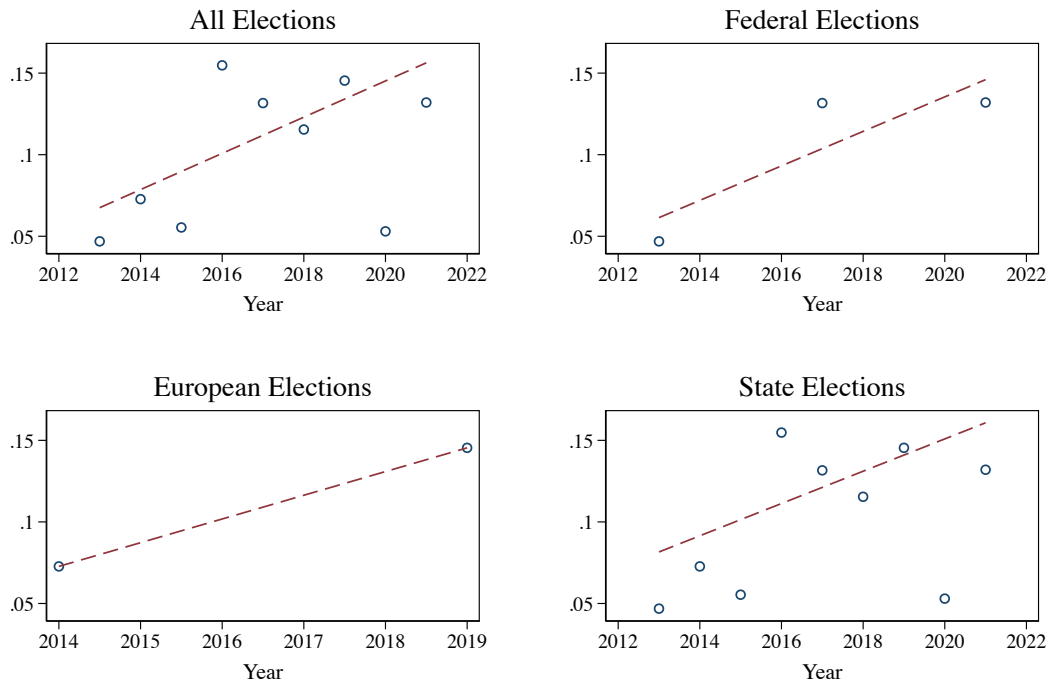 All Elections
.15
.1
.05
2012 2014 2016 2018 2020 2022
Year
Federal Elections
.15
.1
.05
2012 2014 2016 2018 2020 2022
Year
European Elections
.15
.1
.05
2014 2015 2016 2017 2018 2019
Year
State Elections
.15
.1
.05
2012 2014 2016 2018 2020 2022
Year